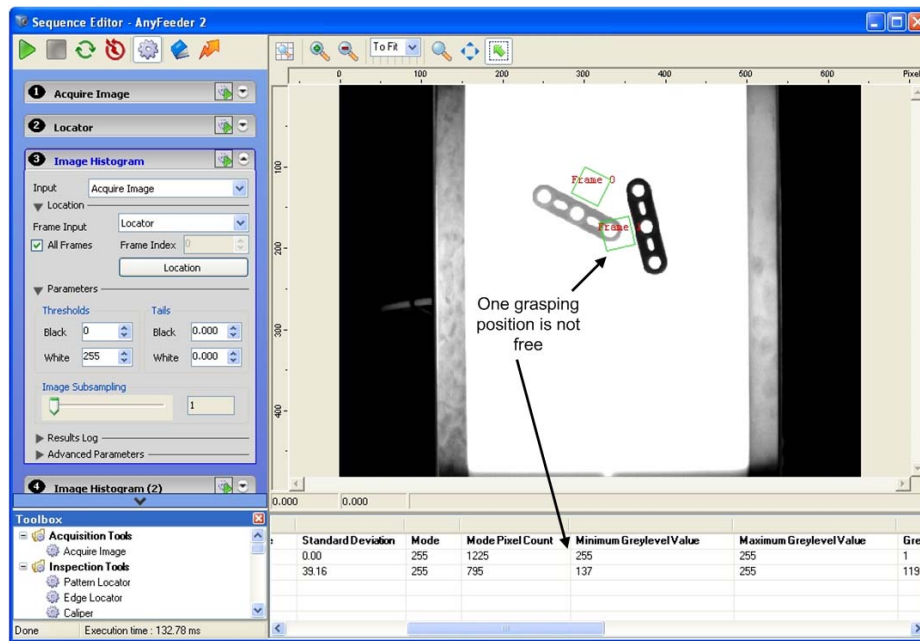 Sequence Editor - AnyFeeder 2
To Fit
0 100 200 300 400 500 600 Pixel
1 Acquire Image
2 Locator
3 Image Histogram
Input Acquire Image
Location
Frame Input Locator
All Frames Frame Index 0
Location
Parameters
Thresholds Tails
Black 0 Black 0.000
White 255 White 0.000
Image Subsampling
1
Results Log
Advanced Parameters
4 Image Histogram (2)
100
200
300
400
Frame 0
Frame
One grasping
position is not
free
0.000 0.000
Toolbox
Acquisition Tools
Acquire Image
Inspection Tools
Pattern Locator
Edge Locator
Caliper
Standard Deviation Mode Mode Pixel Count Minimum Greylevel Value Maximum Greylevel Value Gre
0.00 255 1225 255 255 1
39.16 255 795 137 255 119
Done Execution time : 132.78 ms